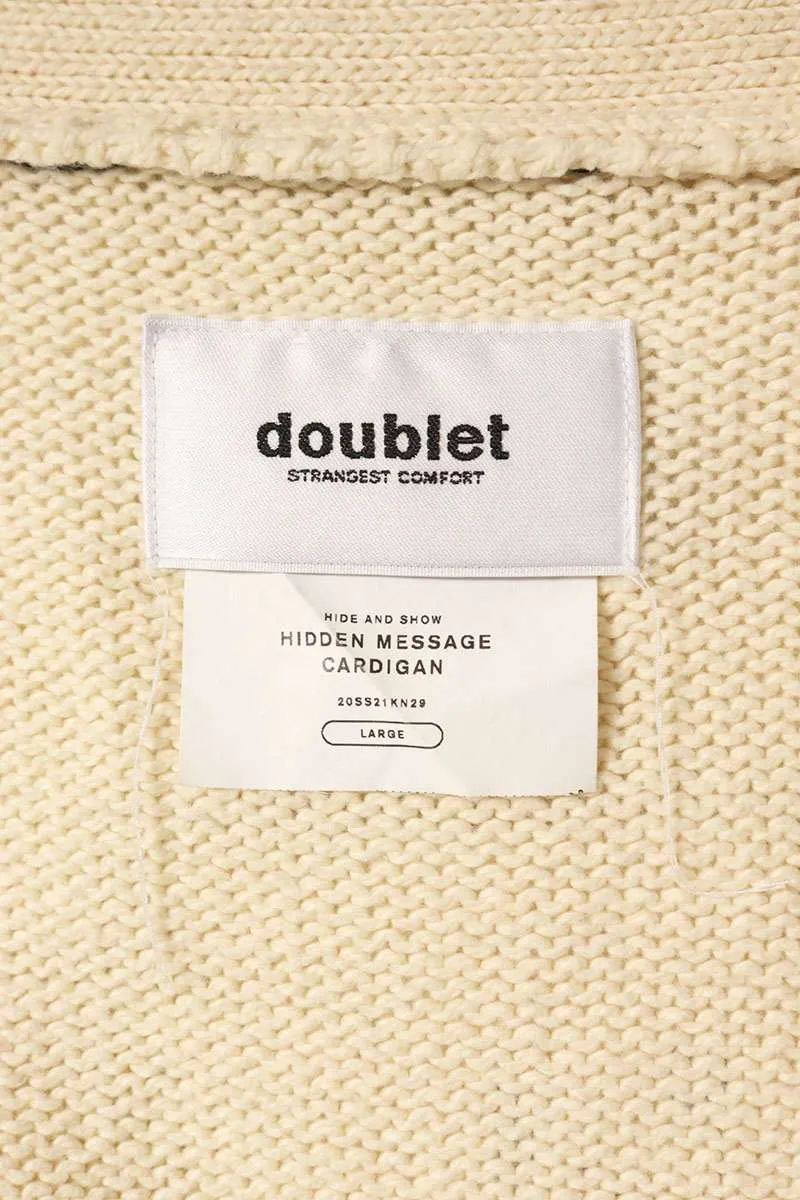 doublet
STRANGEST COMFORT
HIDE AND SHOW
HIDDEN MESSAGE
CARDIGAN
20SS21KN29
LARGE